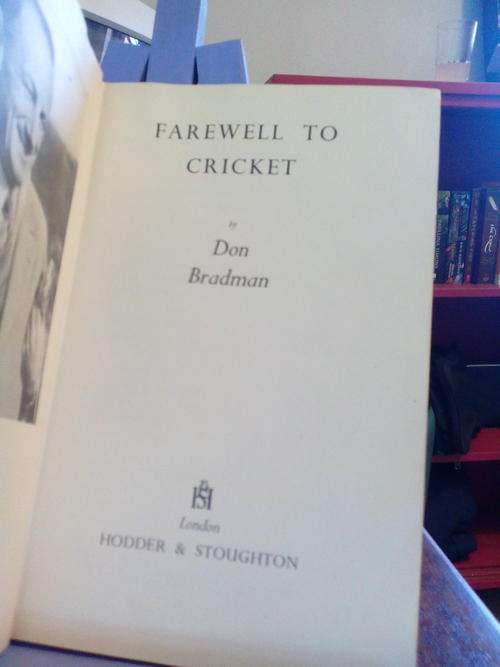 FAREWELL TO
CRICKET
by
Don
Bradman
London
HODDER & STOUGHTON